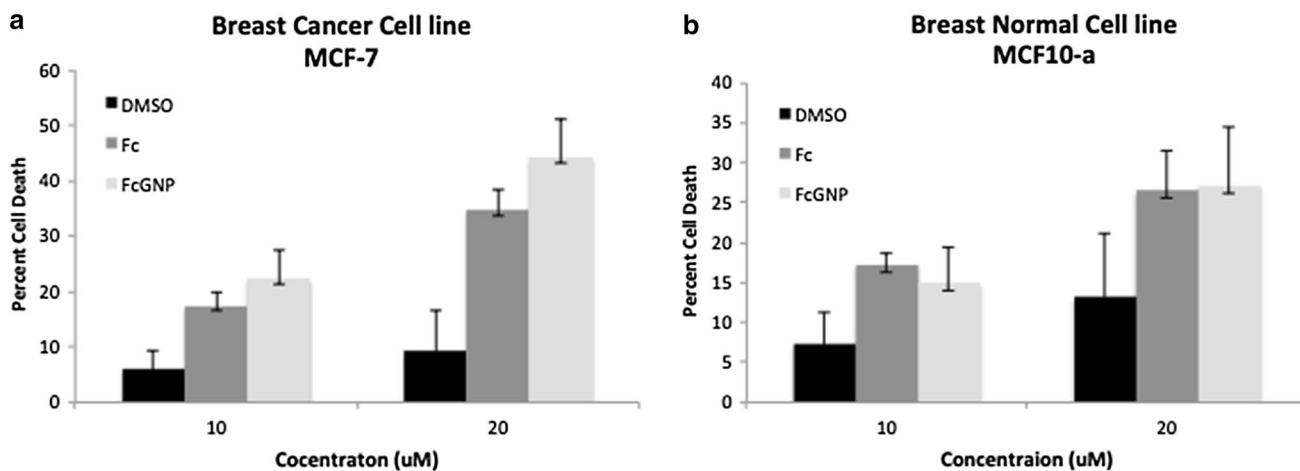 a
Breast Cancer Cell line
MCF-7
Percent Cell Death
60
50
40
30
20
10
0
DMSO
Fc
FcGNP
10
20
Cocentraton (uM)
b
Breast Normal Cell line
MCF10-a
Percent Cell Death
40
35
30
25
20
15
10
5
0
DMSO
Fc
FcGNP
10
20
Concentraion (uM)